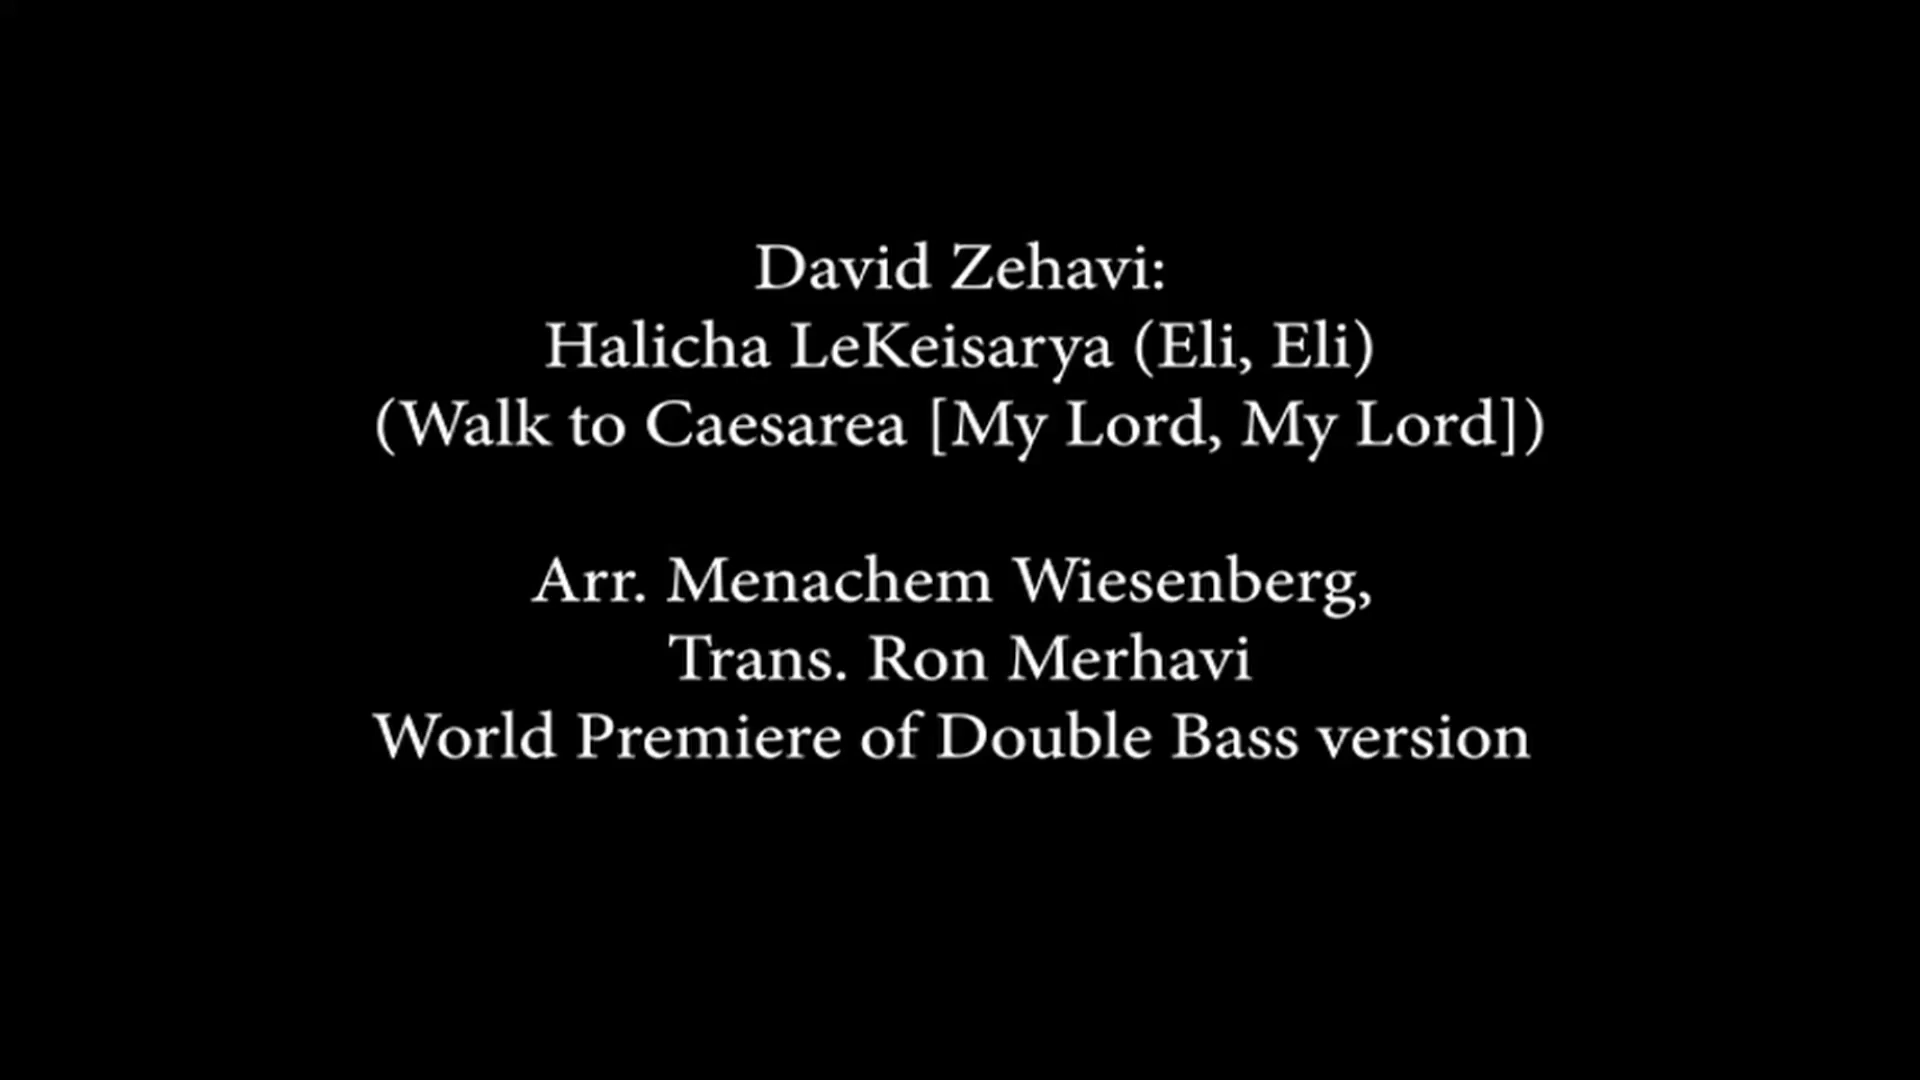 David Zehavi:
Halicha LeKeisarya (Eli, Eli)
(Walk to Caesarea [My Lord, My Lord])
Arr. Menachem Wiesenberg,
Trans. Ron Merhavi
World Premiere of Double Bass version